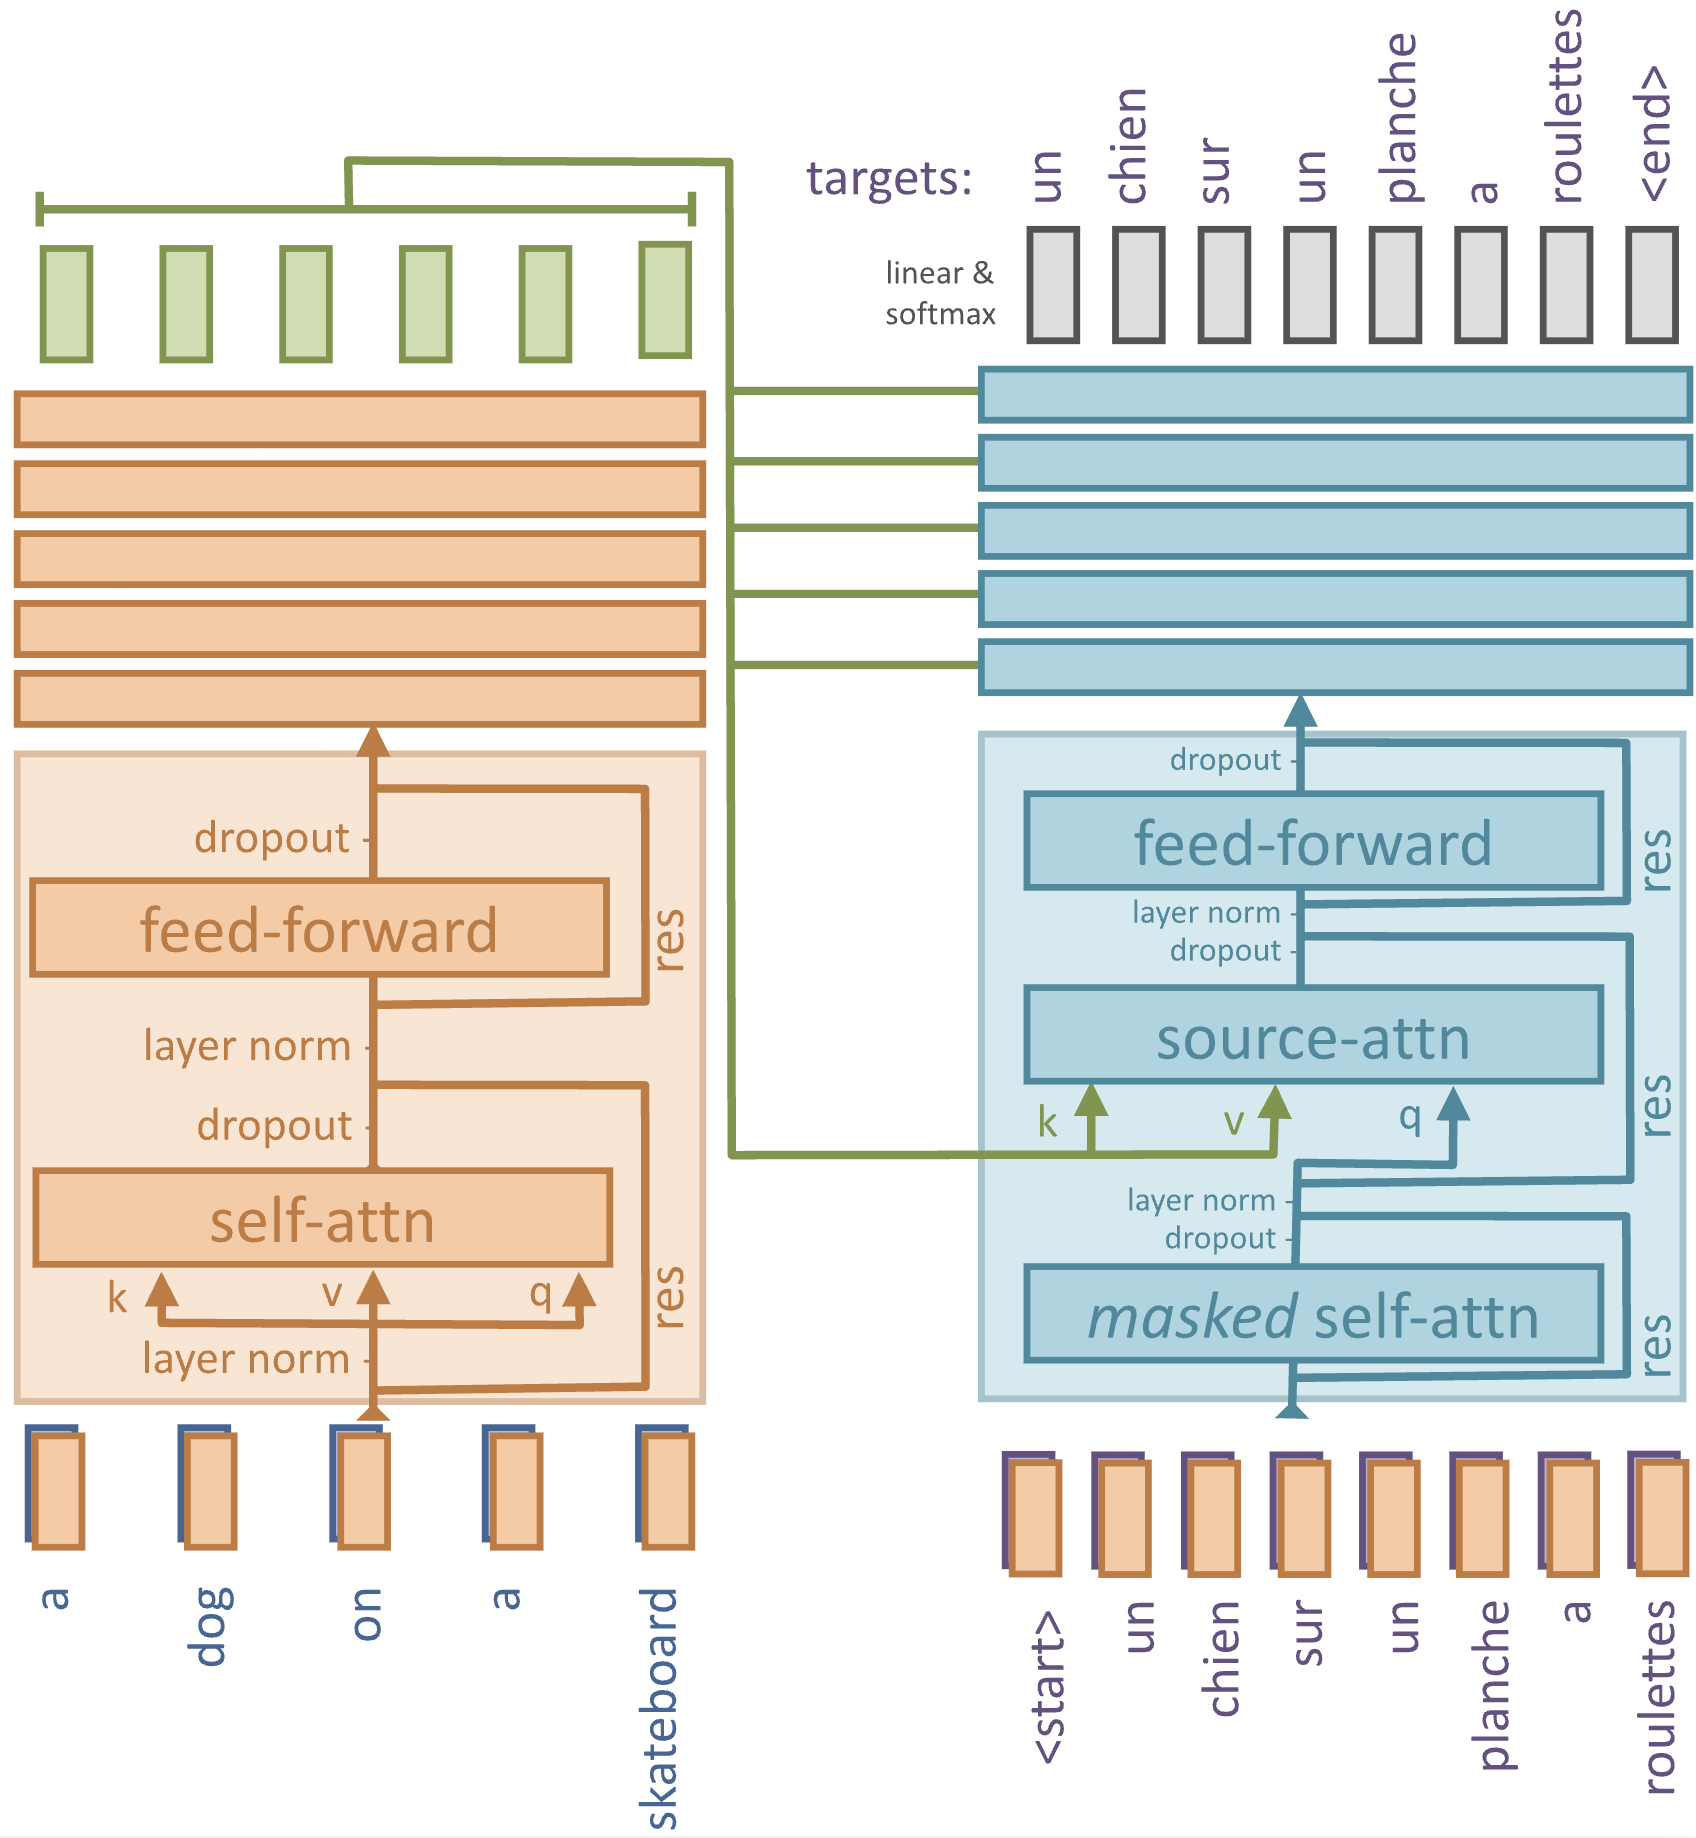 targets:
un
chien
sur
un
planche
a
roulettes
<end>
linear &
softmax
dropout
feed-forward
res
layer norm
dropout
self-attn
k
v
q
res
layer norm
a
dog
on
a
skateboard
dropout
feed-forward
res
layer norm
dropout
source-attn
res
k
v
q
layer norm
dropout
masked self-attn
res
<start>
un
chien
sur
un
planche
a
roulettes